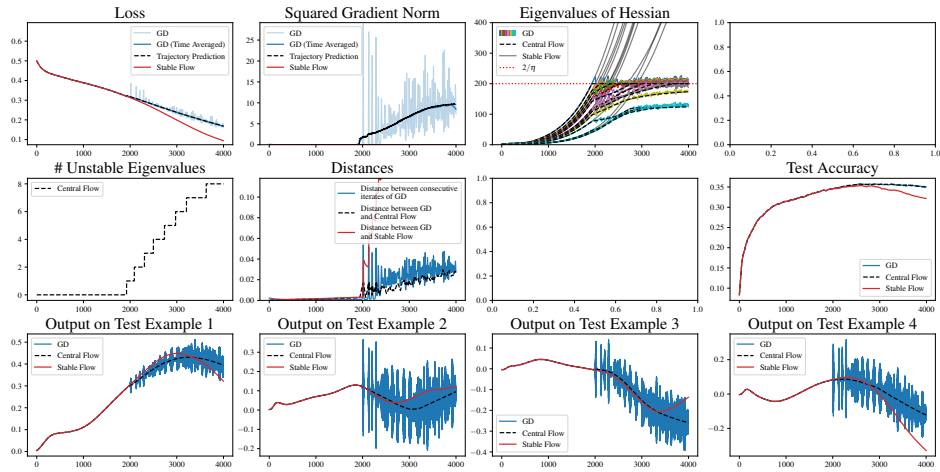 Loss
GD
GD (Time Averaged)
Trajectory Prediction
Stable Flow
0.6
0.5
0.4
0.3
0.2
0.1
0 1000 2000 3000 4000
Squared Gradient Norm
GD
GD (Time Averaged)
Trajectory Prediction
Stable Flow
25
20
15
10
5
0
0 1000 2000 3000 4000
Eigenvalues of Hessian
GD
Central Flow
Stable Flow
2/η
400
300
200
100
0
0 1000 2000 3000 4000
1.0
0.8
0.6
0.4
0.2
0.0
0.0 0.2 0.4 0.6 0.8 1.0
# Unstable Eigenvalues
Central Flow
8
6
4
2
0
0 1000 2000 3000 4000
Distances
Distance between consecutive
iterates of GD
Distance between GD
and Central Flow
Distance between GD
and Stable Flow
0.10
0.08
0.06
0.04
0.02
0.00
0 1000 2000 3000 4000
1.0
0.8
0.6
0.4
0.2
0.0
0.0 0.2 0.4 0.6 0.8 1.0
Test Accuracy
GD
Central Flow
Stable Flow
0.35
0.30
0.25
0.20
0.15
0.10
0 1000 2000 3000 4000
Output on Test Example 1
GD
Central Flow
Stable Flow
0.5
0.4
0.3
0.2
0.1
0.0
0 1000 2000 3000 4000
Output on Test Example 2
GD
Central Flow
Stable Flow
0.2
0.0
−0.2
0 1000 2000 3000 4000
Output on Test Example 3
GD
Central Flow
Stable Flow
0.1
0.0
−0.1
−0.2
−0.3
−0.4
0 1000 2000 3000 4000
Output on Test Example 4
GD
Central Flow
Stable Flow
0.2
0.0
−0.2
0 1000 2000 3000 4000